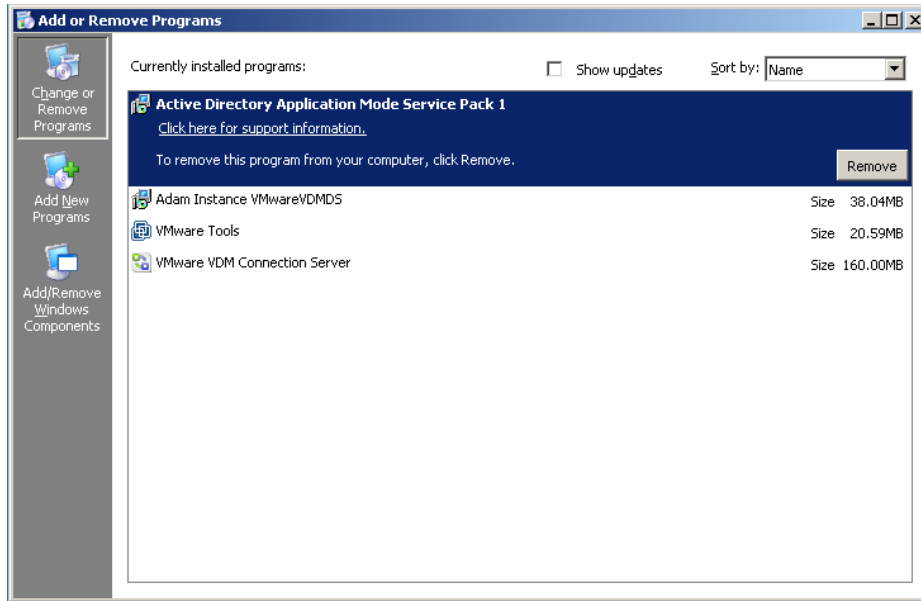 Add or Remove Programs
Change or
Remove
Programs
Add New
Programs
Add/Remove
Windows
Components
Currently installed programs:
Show updates
Sort by: Name
Active Directory Application Mode Service Pack 1
Click here for support information.
To remove this program from your computer, click Remove.
Remove
Adam Instance VMwareVDMDS Size 38.04MB
VMware Tools Size 20.59MB
VMware VDM Connection Server Size 160.00MB